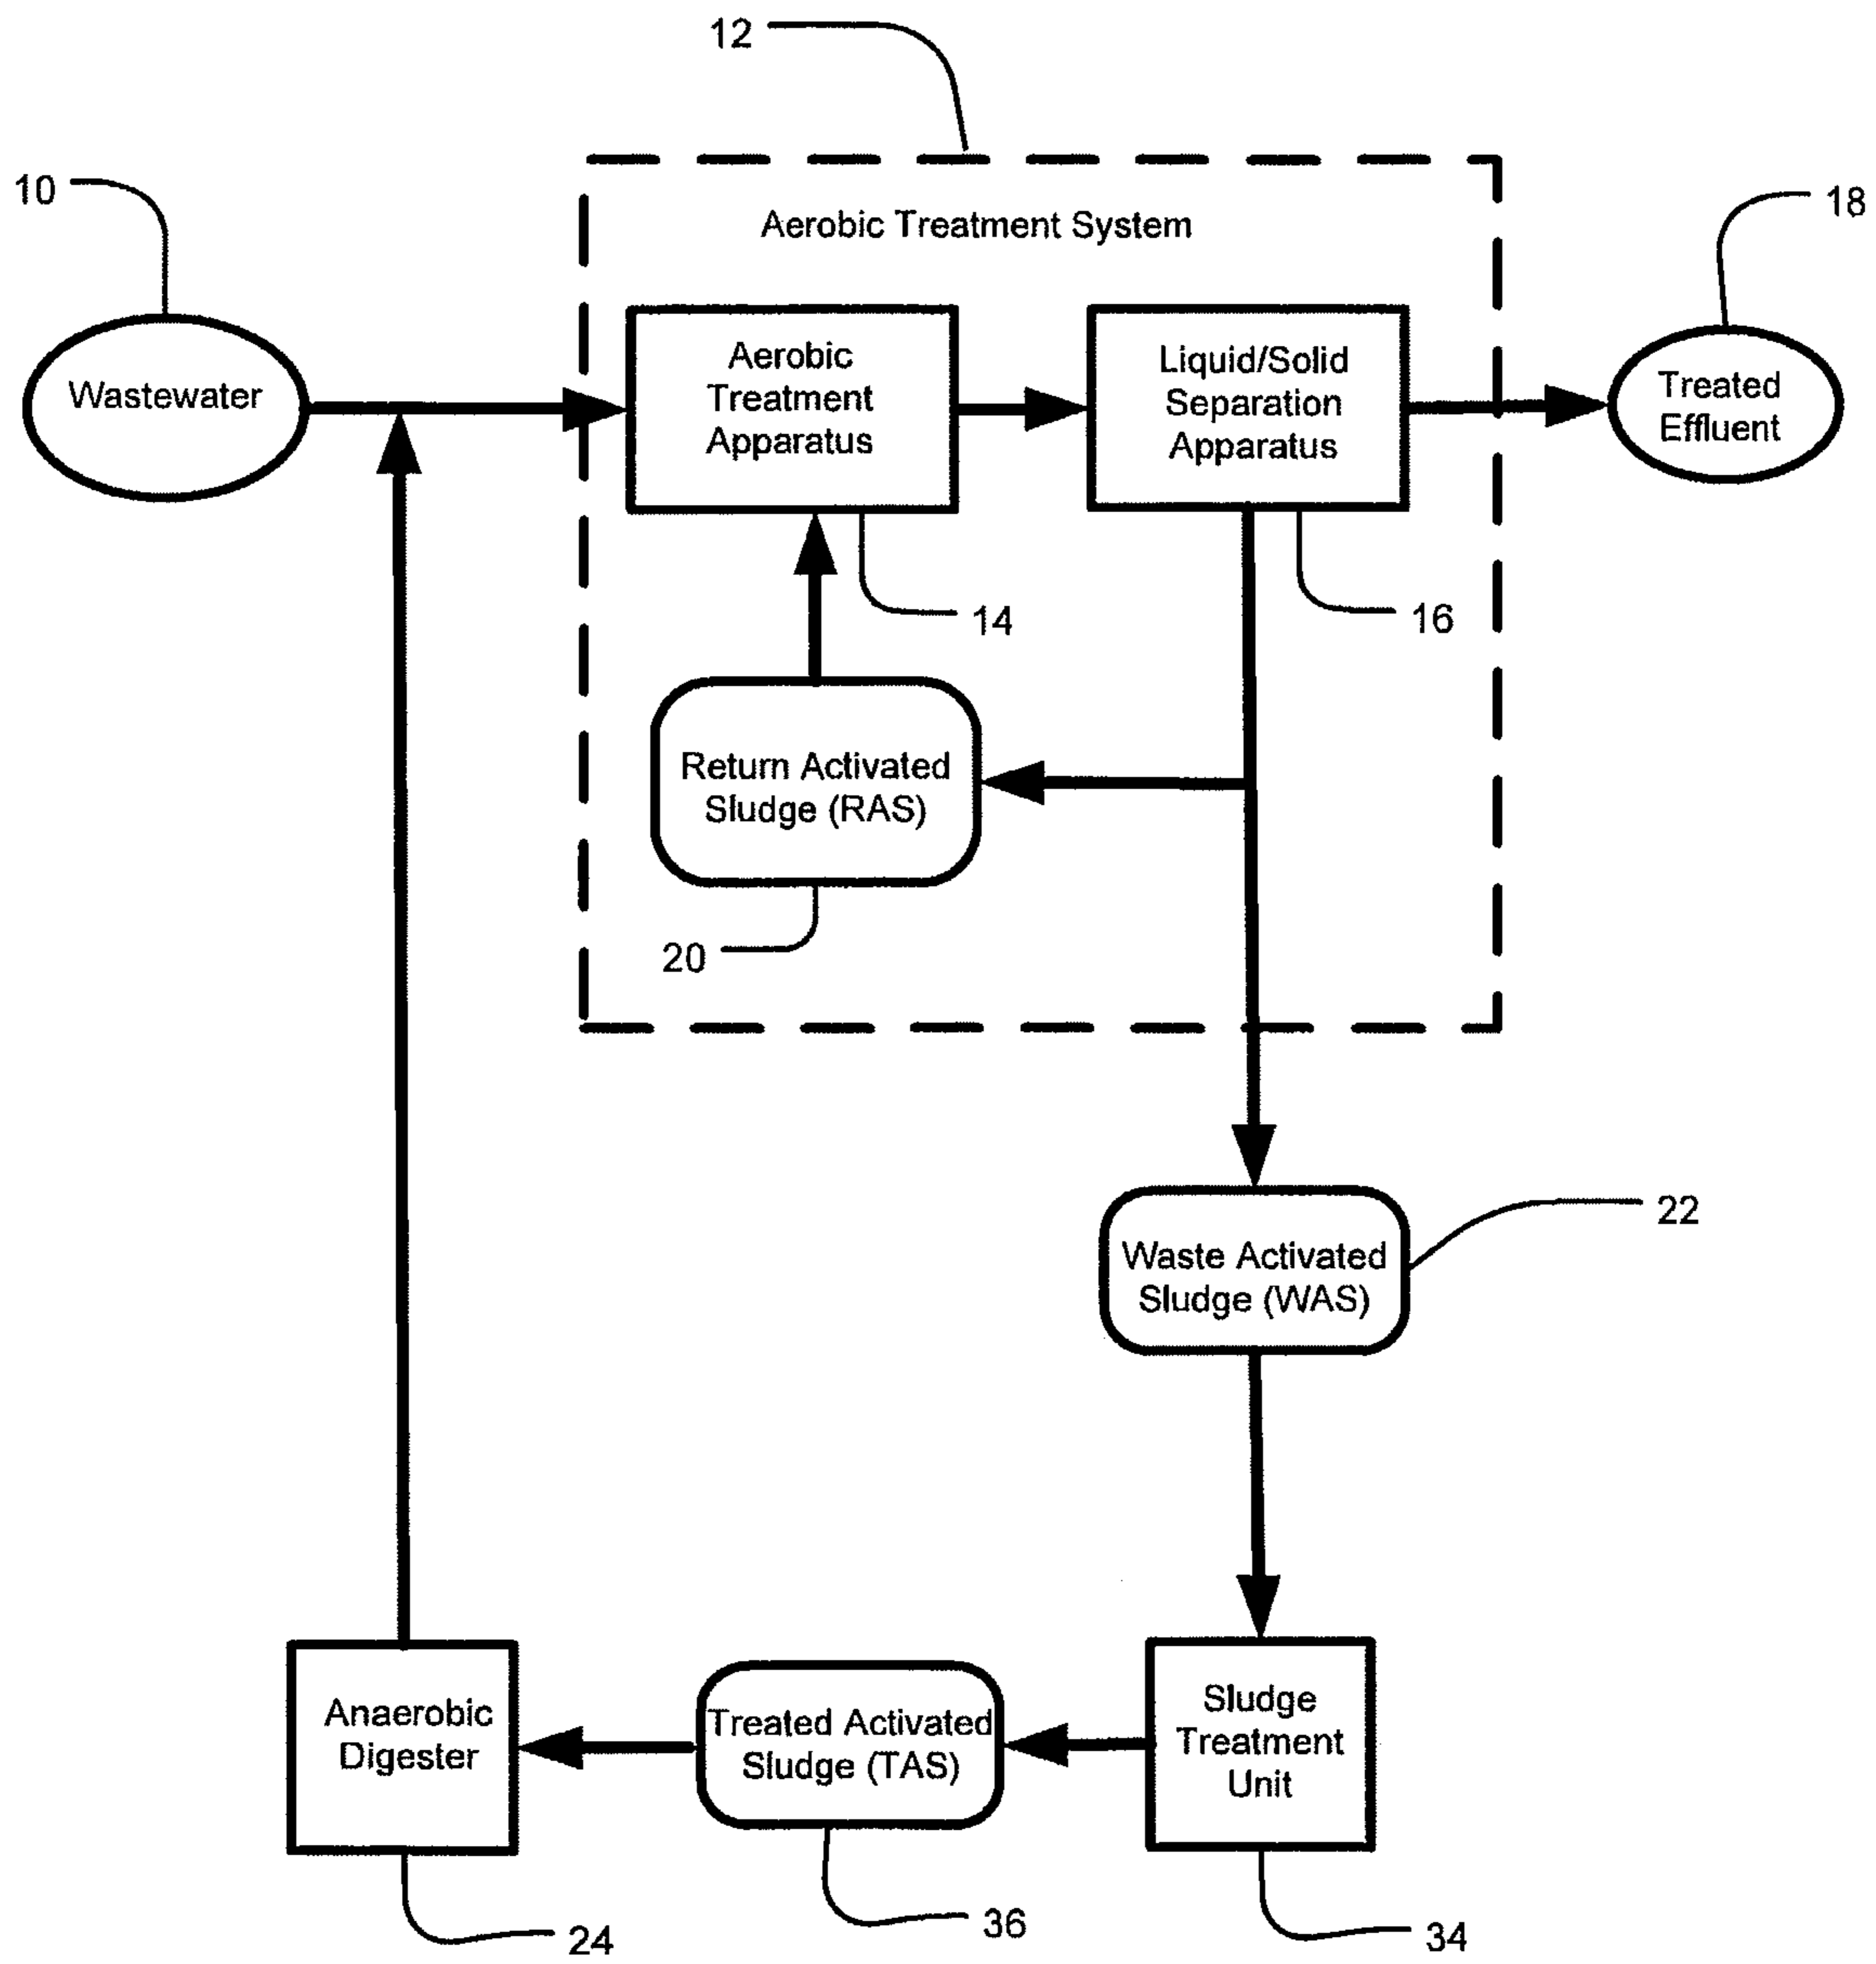 12
10
18
Aerobic Treatment System
Wastewater
Aerobic
Treatment
Apparatus
Liquid/Solid
Separation
Apparatus
Treated
Effluent
14
16
Return Activated
Sludge (RAS)
20
Waste Activated
Sludge (WAS)
22
Anaerobic
Digester
Treated Activated
Sludge (TAS)
Sludge
Treatment
Unit
24
36
34